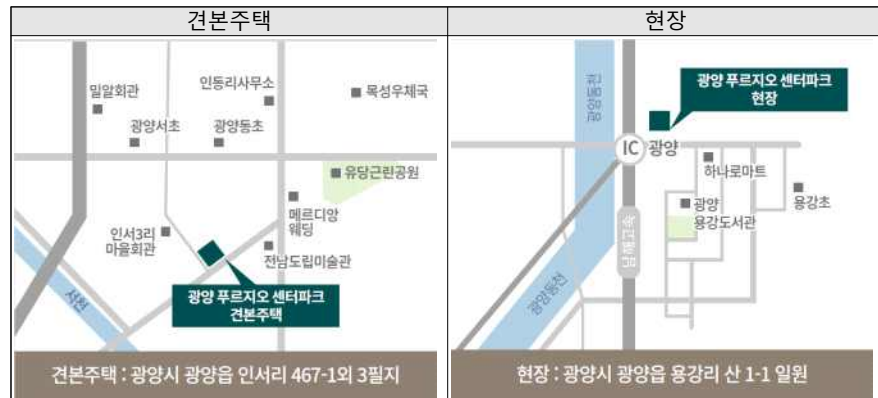 견본주택
현장
밀알회관
인동리사무소
목성우체국
광양서초
광양동초
유당근린공원
메르디앙
웨딩
인서3리
마을회관
전남도립미술관
서천
광양 푸르지오 센터파크
견본주택
견본주택 : 광양시 광양읍 인서리 467-1외 3필지
광양동천
광양 푸르지오 센터파크
현장
IC 광양
하나로마트
용강초
광양
용강도서관
남해고속
광양동천
현장 : 광양시 광양읍 용강리 산 1-1 일원